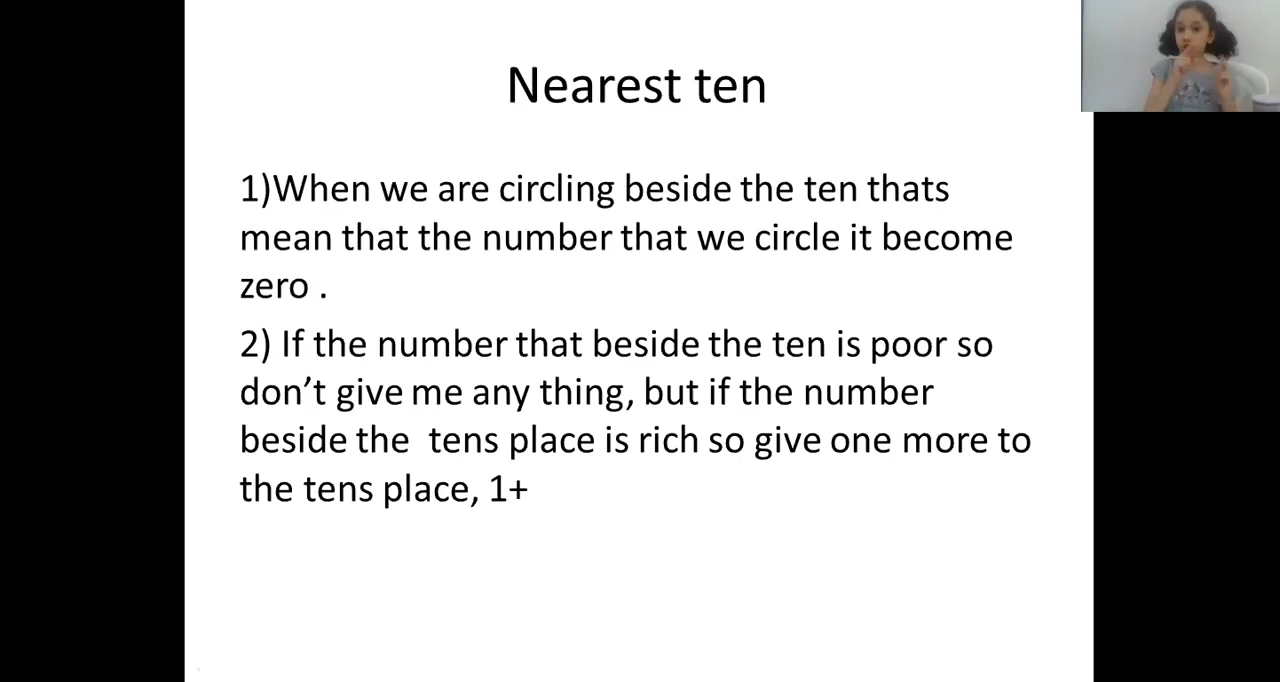 Nearest ten
1)When we are circling beside the ten thats
mean that the number that we circle it become
zero .
2) If the number that beside the ten is poor so
don’t give me any thing, but if the number
beside the  tens place is rich so give one more to
the tens place, 1+